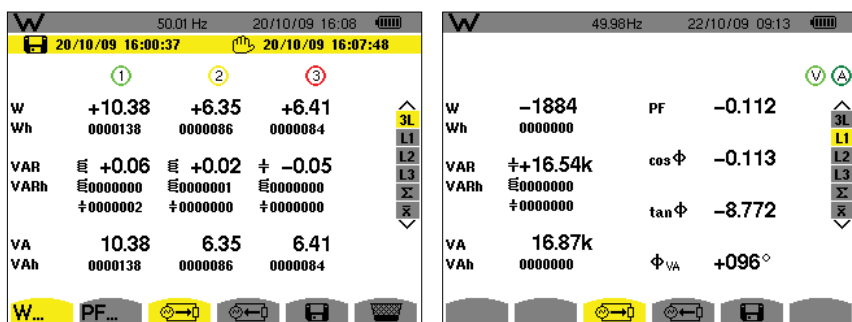 W 50.01 Hz 20/10/09 16:08
20/10/09 16:00:37 20/10/09 16:07:48
1 2 3
W +10.38 +6.35 +6.41
Wh 0000138 0000086 0000084
VAR +0.06 +0.02 -0.05
VARh 0000000 0000001 0000000
0000002 0000000 0000000
VA 10.38 6.35 6.41
VAh 0000138 0000086 0000084
3L
L1
L2
L3
Σ
x̅
W... PF...
W 49.98Hz 22/10/09 09:13
V A
W -1884 PF -0.112
Wh 0000000
VAR +16.54k cosΦ -0.113
VARh 0000000
0000000 tanΦ -8.772
VA 16.87k
VAh 0000000 ΦVA +096°
3L
L1
L2
L3
Σ
x̅